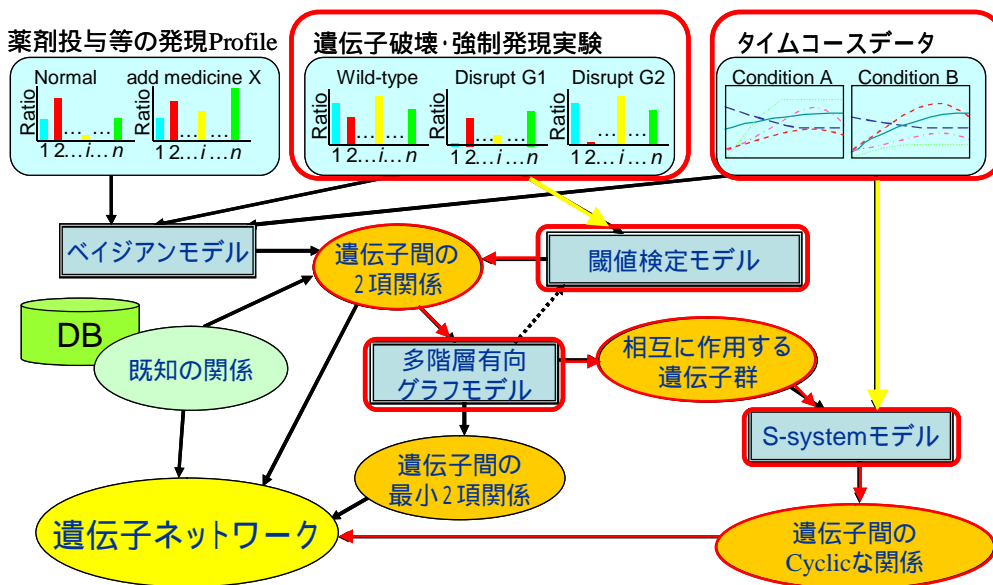 薬剤投与等の発現Profile
Normal
add medicine X
Ratio
Ratio
……
……
1 2…i…n
1 2…i…n
遺伝子破壊・強制発現実験
Wild-type
Disrupt G1
Disrupt G2
Ratio
Ratio
Ratio
……
……
……
1 2…i…n
1 2…i…n
1 2…i…n
タイムコースデータ
Condition A
Condition B
ベイジアンモデル
遺伝子間の
2項関係
閾値検定モデル
DB
既知の関係
多階層有向
グラフモデル
相互に作用する
遺伝子群
S-systemモデル
遺伝子間の
最小2項関係
遺伝子ネットワーク
遺伝子間の
Cyclicな関係